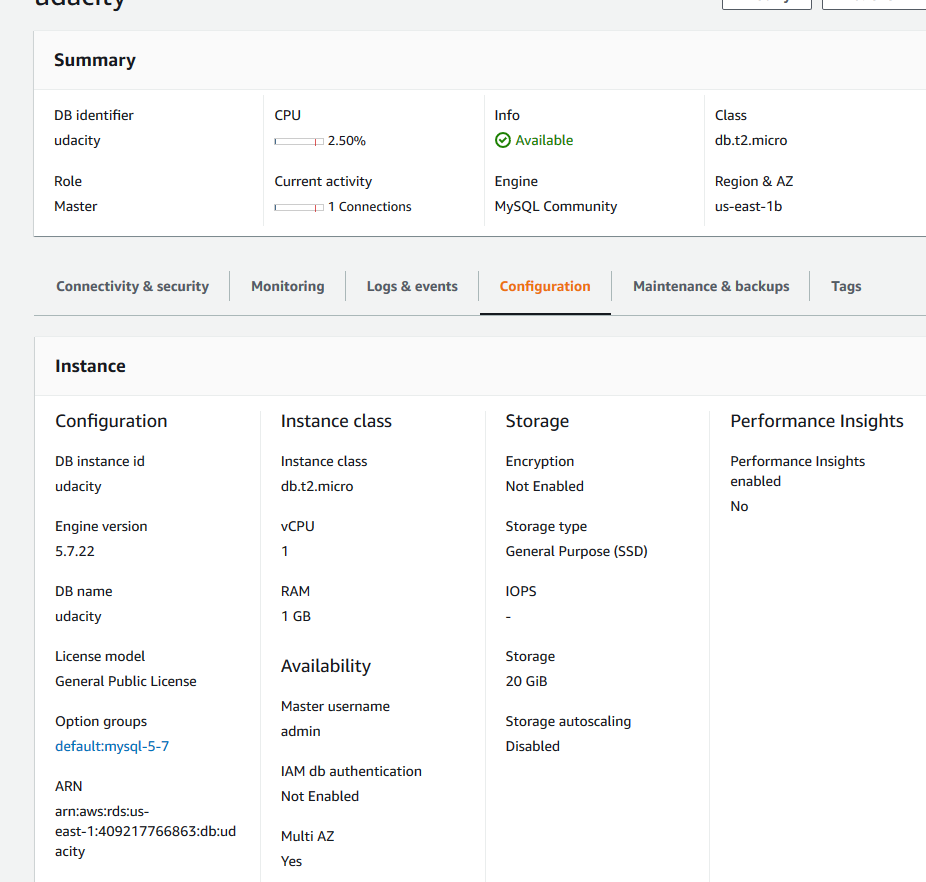 udacity
Summary
DB identifier
udacity
CPU
2.50%
Info
Available
Class
db.t2.micro
Role
Master
Current activity
1 Connections
Engine
MySQL Community
Region & AZ
us-east-1b
Connectivity & security
Monitoring
Logs & events
Configuration
Maintenance & backups
Tags
Instance
Configuration
DB instance id
udacity
Engine version
5.7.22
DB name
udacity
License model
General Public License
Option groups
default:mysql-5-7
ARN
arn:aws:rds:us-
east-1:409217766863:db:ud
acity
Instance class
Instance class
db.t2.micro
vCPU
1
RAM
1 GB
Availability
Master username
admin
IAM db authentication
Not Enabled
Multi AZ
Yes
Storage
Encryption
Not Enabled
Storage type
General Purpose (SSD)
IOPS
-
Storage
20 GiB
Storage autoscaling
Disabled
Performance Insights
Performance Insights
enabled
No